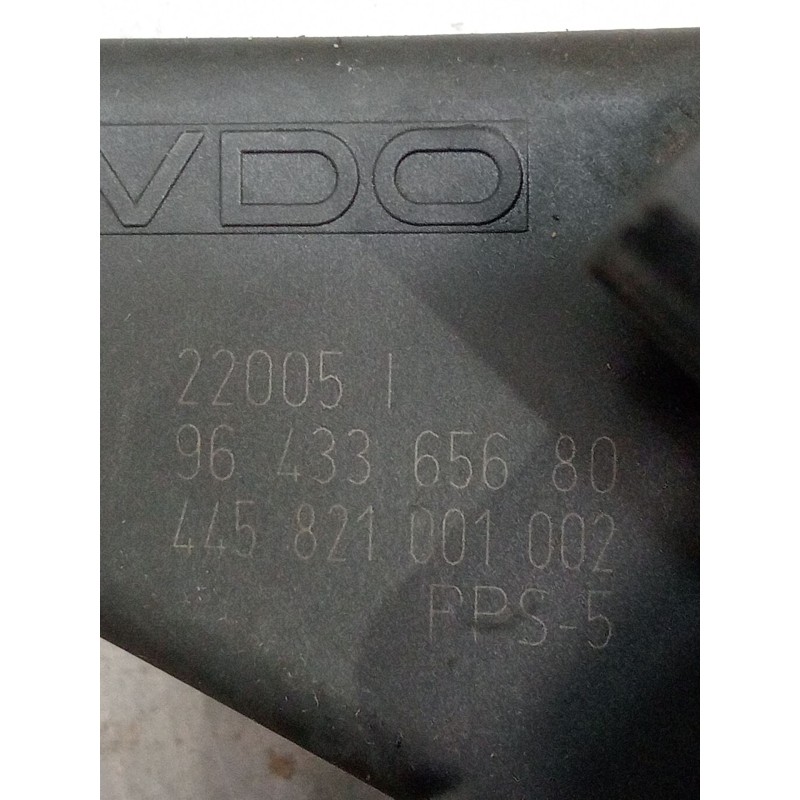 VDO
22005 I
96 433 656 80
445 821 001 002
PPS-5